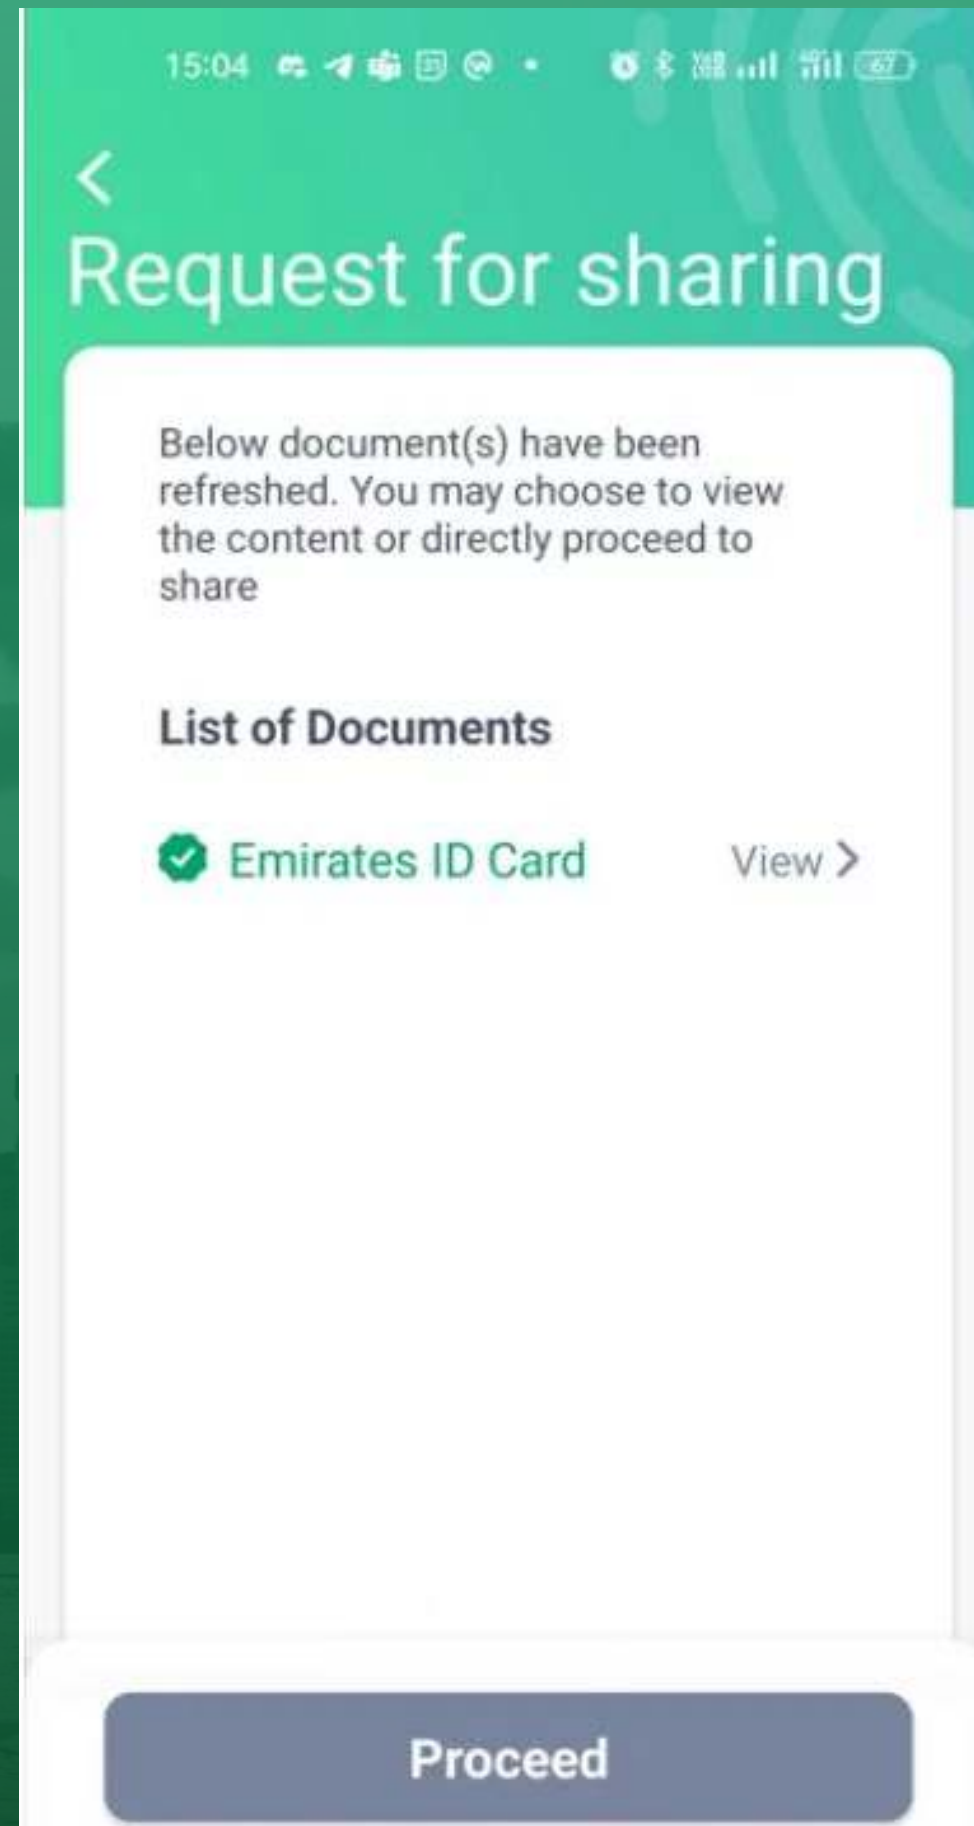 15:04
67
Request for sharing
Below document(s) have been
refreshed. You may choose to view
the content or directly proceed to
share
List of Documents
Emirates ID Card View >
Proceed